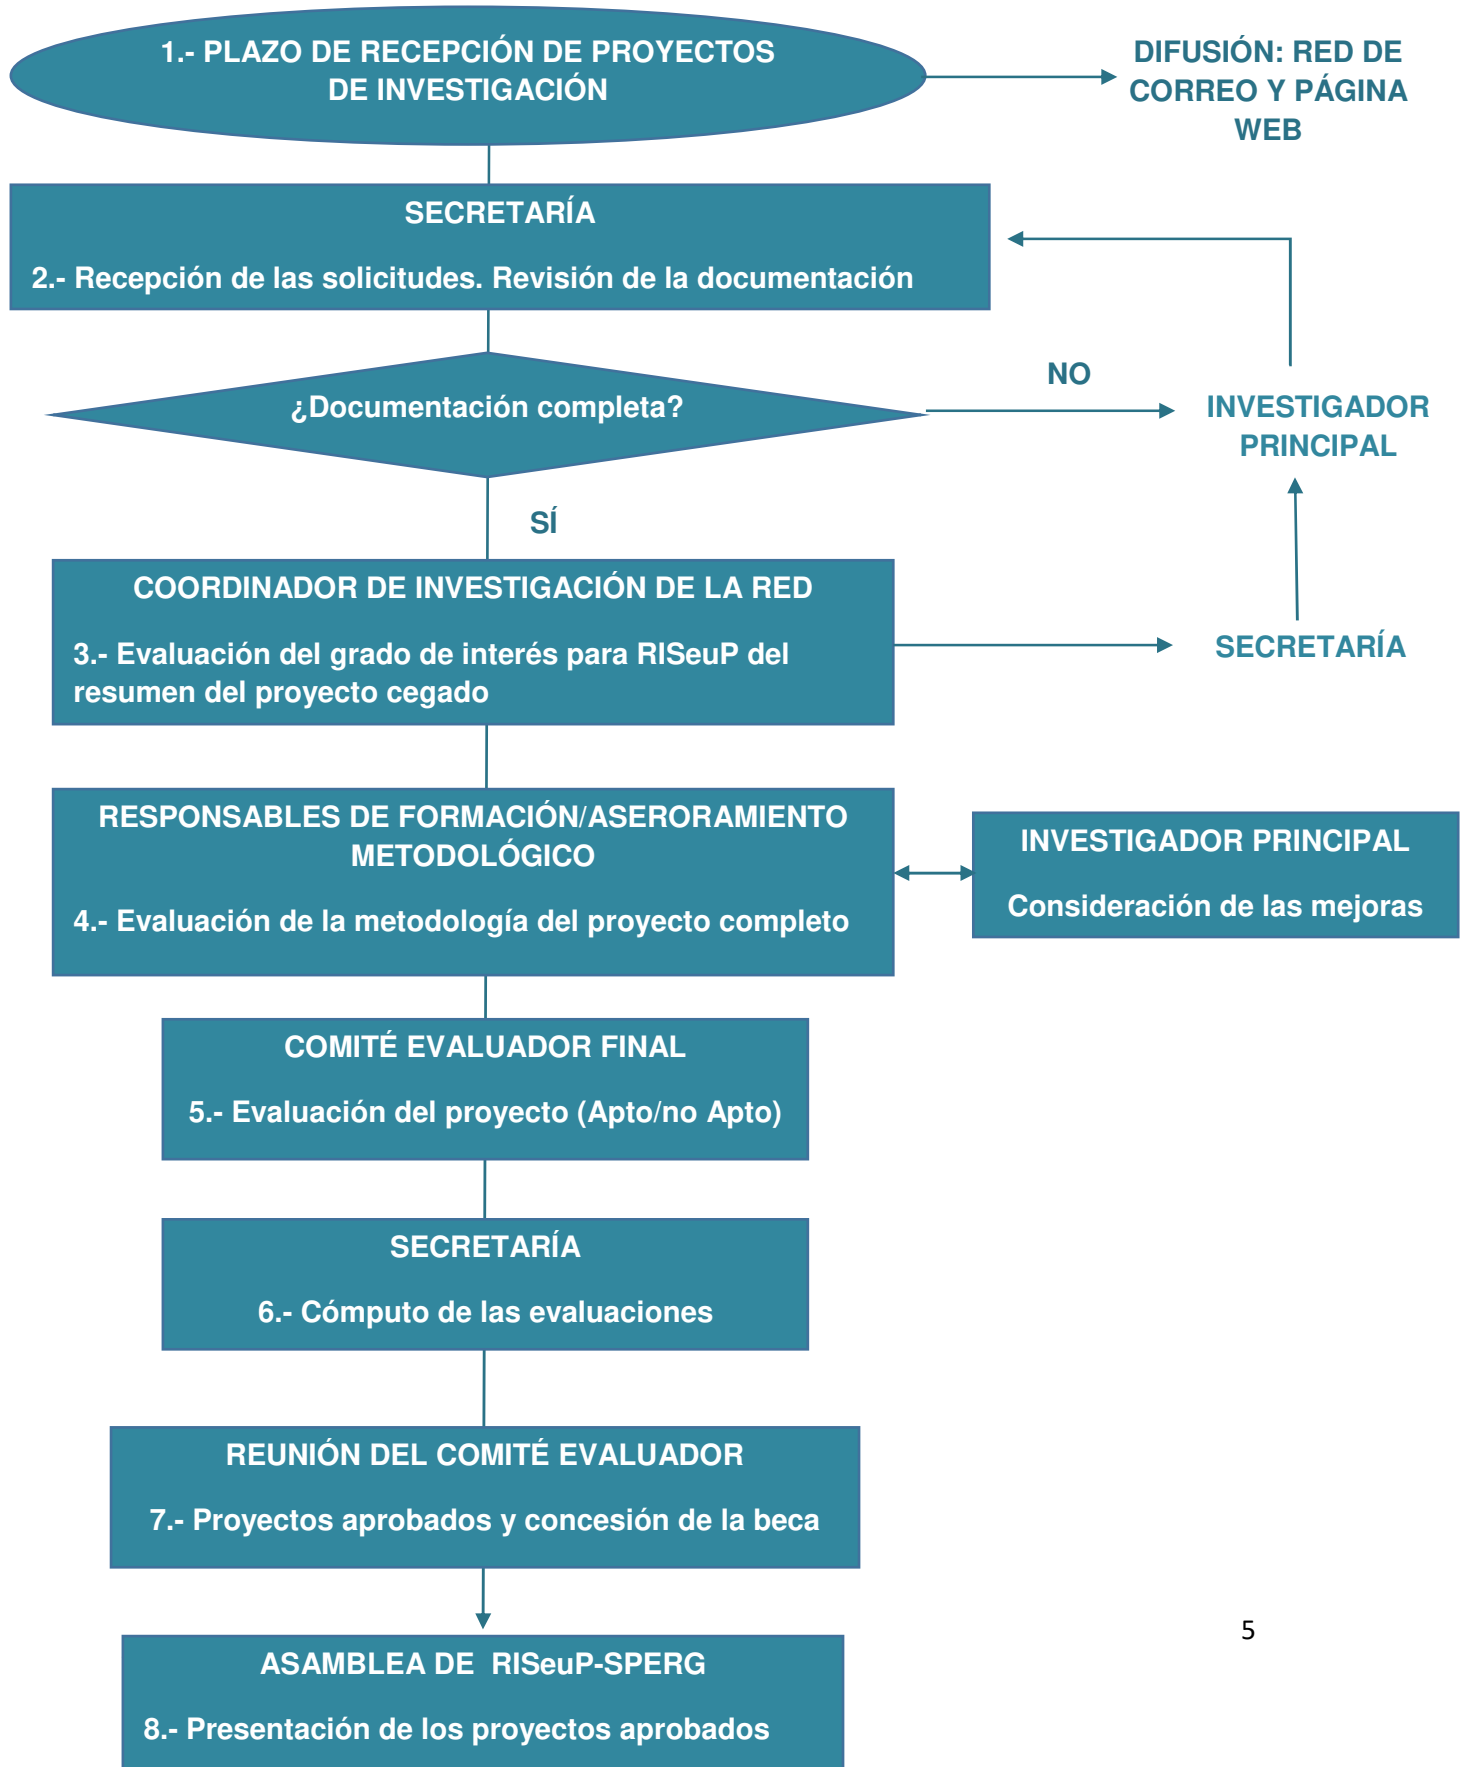 1.- PLAZO DE RECEPCIÓN DE PROYECTOS
DE INVESTIGACIÓN
DIFUSIÓN: RED DE
CORREO Y PÁGINA
WEB
SECRETARÍA
2.- Recepción de las solicitudes. Revisión de la documentación
¿Documentación completa?
NO
INVESTIGADOR
PRINCIPAL
SÍ
COORDINADOR DE INVESTIGACIÓN DE LA RED
3.- Evaluación del grado de interés para RISeuP del
resumen del proyecto cegado
SECRETARÍA
RESPONSABLES DE FORMACIÓN/ASERORAMIENTO
METODOLÓGICO
4.- Evaluación de la metodología del proyecto completo
INVESTIGADOR PRINCIPAL
Consideración de las mejoras
COMITÉ EVALUADOR FINAL
5.- Evaluación del proyecto (Apto/no Apto)
SECRETARÍA
6.- Cómputo de las evaluaciones
REUNIÓN DEL COMITÉ EVALUADOR
7.- Proyectos aprobados y concesión de la beca
5
ASAMBLEA DE RISeuP-SPERG
8.- Presentación de los proyectos aprobados